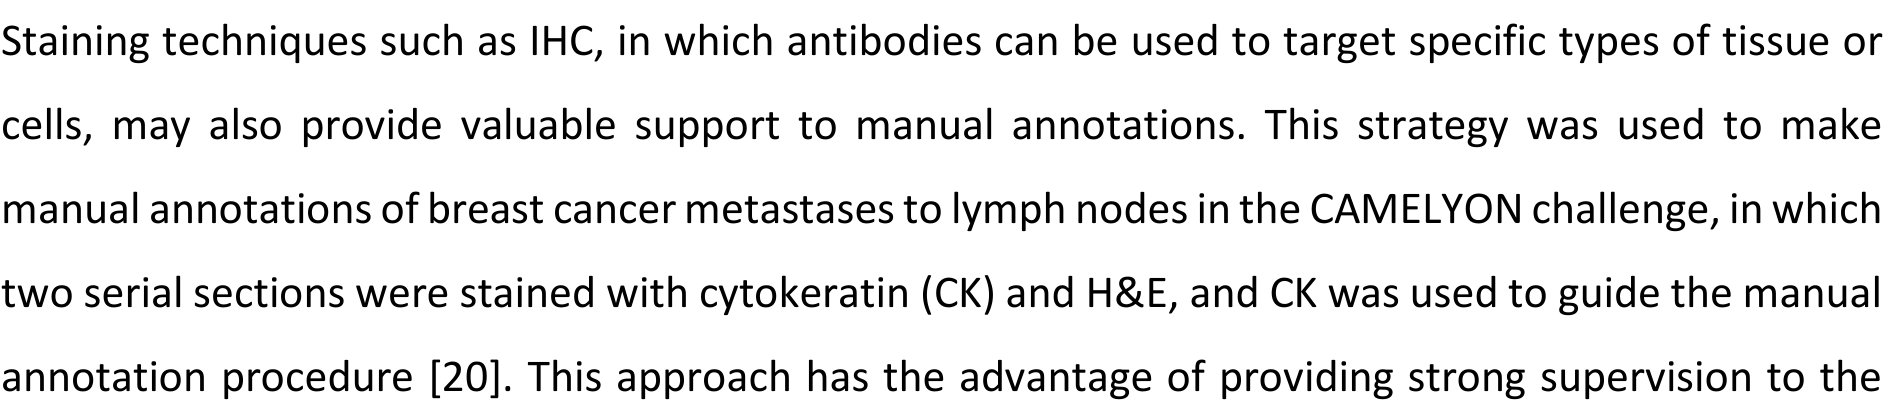 Staining techniques such as IHC, in which antibodies can be used to target specific types of tissue or
cells, may also provide valuable support to manual annotations. This strategy was used to make
manual annotations of breast cancer metastases to lymph nodes in the CAMELYON challenge, in which
two serial sections were stained with cytokeratin (CK) and H&E, and CK was used to guide the manual
annotation procedure [20]. This approach has the advantage of providing strong supervision to the